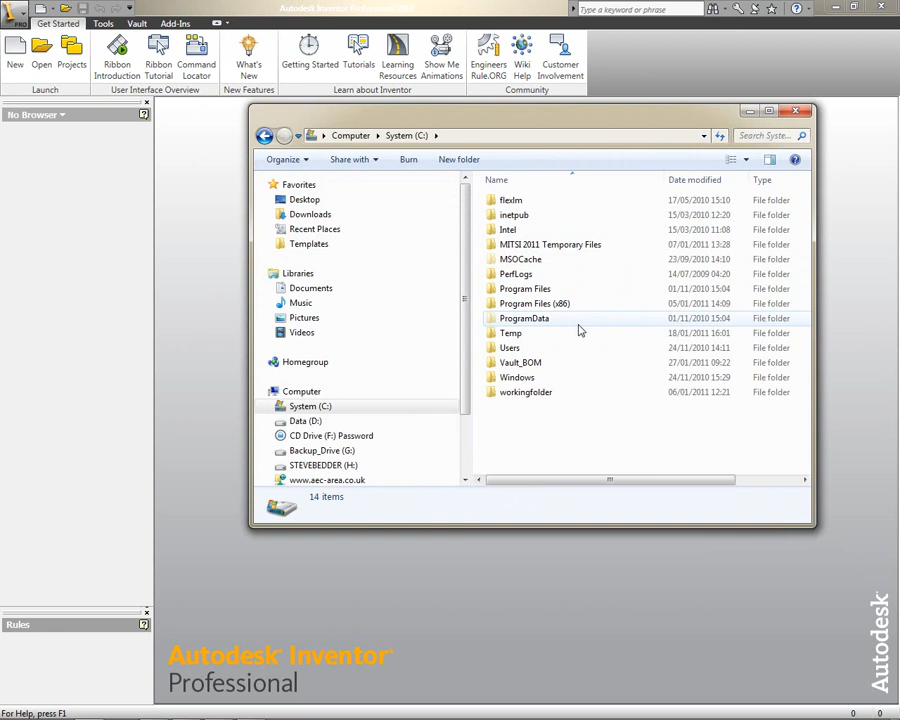 PRO
Autodesk Inventor Professional
Type a keyword or phrase
Get Started Tools Vault Add-Ins
New Open Projects
Ribbon Introduction
Ribbon Tutorial
Command Locator
What's New
Getting Started
Tutorials
Learning Resources
Show Me Animations
Engineers Rule.ORG
Wiki Help
Customer Involvement
Launch User Interface Overview New Features Learn about Inventor Community
No Browser
Computer System (C:)
Search Syste...
Organize Share with Burn New folder
Name Date modified Type
Favorites
Desktop
Downloads
Recent Places
Templates
Libraries
Documents
Music
Pictures
Videos
Homegroup
Computer
System (C:)
Data (D:)
CD Drive (F:) Password
Backup_Drive (G:)
STEVEBEDDER (H:)
www.aec-area.co.uk
flexlm 17/05/2010 15:10 File folder
inetpub 15/03/2010 12:20 File folder
Intel 15/03/2010 11:08 File folder
MITSI 2011 Temporary Files 07/01/2011 13:28 File folder
MSOCache 23/09/2010 14:10 File folder
PerfLogs 14/07/2009 04:20 File folder
Program Files 01/11/2010 15:04 File folder
Program Files (x86) 05/01/2011 14:09 File folder
ProgramData 01/11/2010 15:04 File folder
Temp 18/01/2011 16:01 File folder
Users 24/11/2010 14:11 File folder
Vault_BOM 27/01/2011 09:22 File folder
Windows 24/11/2010 15:29 File folder
workingfolder 06/01/2011 12:21 File folder
14 items
Rules
Autodesk Inventor
Professional
Autodesk
For Help, press F1
0 0